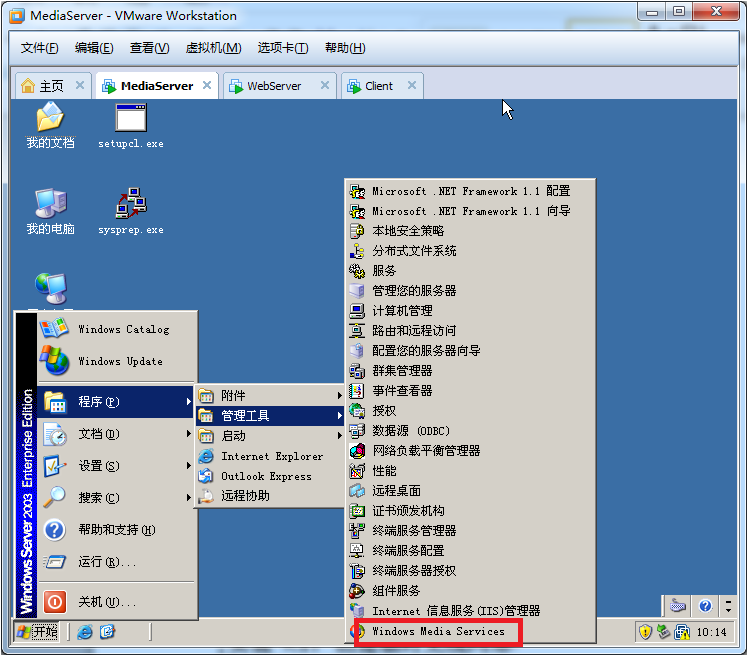 MediaServer - VMware Workstation
文件(F) 编辑(E) 查看(V) 虚拟机(M) 选项卡(T) 帮助(H)
主页 MediaServer WebServer Client
我的文档 setupcl.exe
我的电脑 sysprep.exe
Microsoft .NET Framework 1.1 配置
Microsoft .NET Framework 1.1 向导
本地安全策略
分布式文件系统
服务
管理您的服务器
计算机管理
路由和远程访问
配置您的服务器向导
群集管理器
事件查看器
授权
数据源 (ODBC)
网络负载平衡管理器
性能
远程桌面
证书颁发机构
终端服务管理器
终端服务配置
终端服务器授权
组件服务
Internet 信息服务(IIS)管理器
Windows Media Services
附件
管理工具
启动
Internet Explorer
Outlook Express
远程协助
Windows Catalog
Windows Update
程序(P)
文档(D)
设置(S)
搜索(C)
帮助和支持(H)
运行(R)...
关机(U)...
Windows Server 2003 Enterprise Edition
开始
10:14